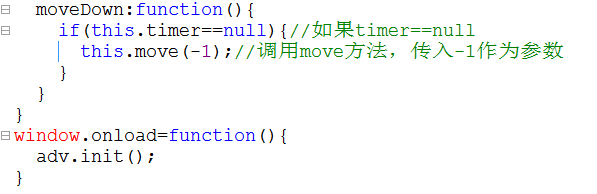 moveDown:function(){
if(this.timer==null){//如果timer==null
this.move(-1);//调用move方法，传入-1作为参数
}
}
}
window.onload=function(){
adv.init();
}